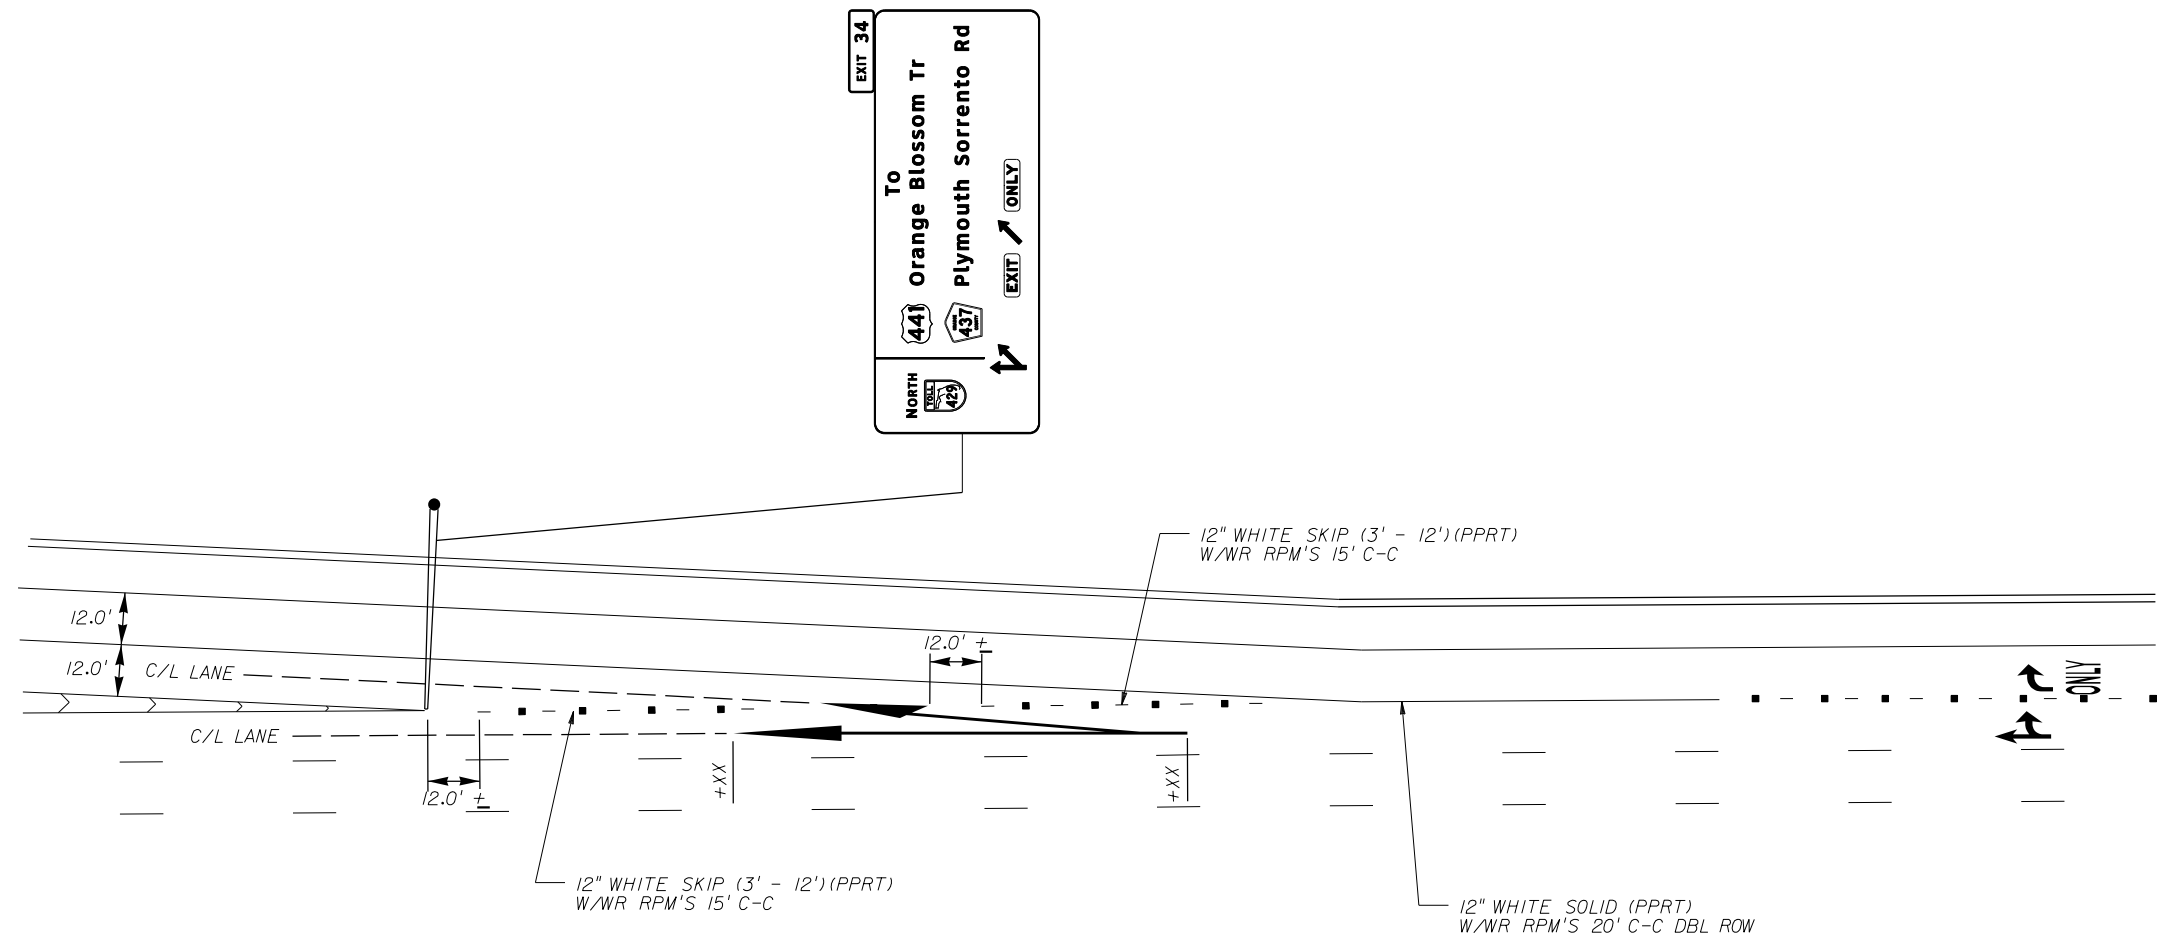 EXIT 34
To
441 Orange Blossom Tr
437 Plymouth Sorrento Rd
EXIT ONLY
NORTH
TOLL
429
12" WHITE SKIP (3' - 12')(PPRT)
W/WR RPM'S 15' C-C
12.0'
12.0'
C/L LANE
12.0' ±
ONLY
C/L LANE
+XX
+XX
12.0' ±
12" WHITE SKIP (3' - 12')(PPRT)
W/WR RPM'S 15' C-C
12" WHITE SOLID (PPRT)
W/WR RPM'S 20' C-C DBL ROW